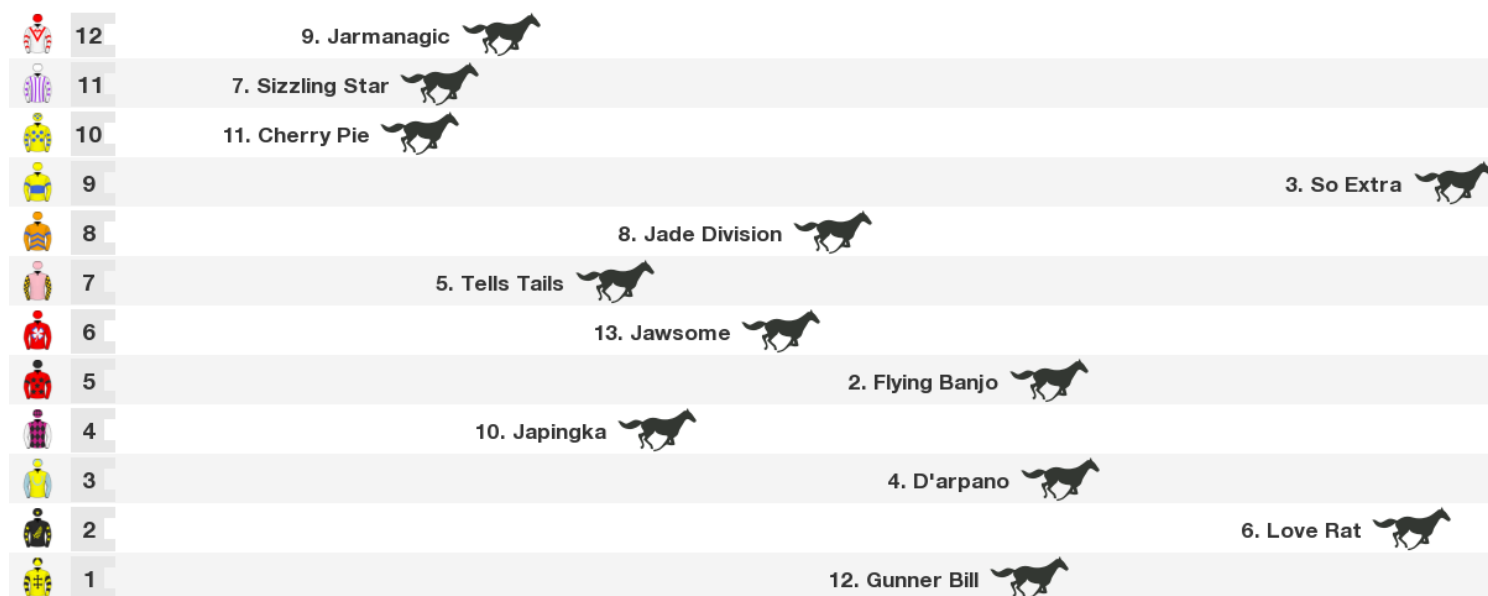 12 9. Jarmanagic
11 7. Sizzling Star
10 11. Cherry Pie
9 3. So Extra
8 8. Jade Division
7 5. Tells Tails
6 13. Jawsome
5 2. Flying Banjo
4 10. Japingka
3 4. D'arpano
2 6. Love Rat
1 12. Gunner Bill